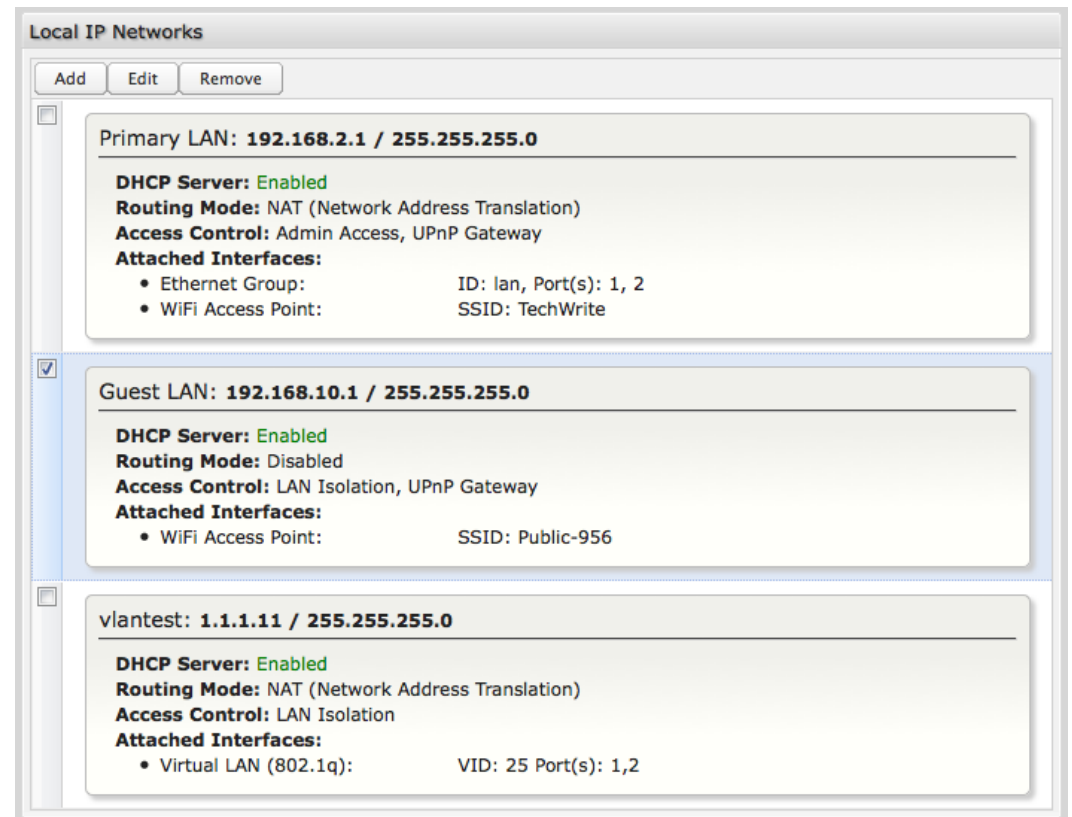 Local IP Networks
Add Edit Remove
Primary LAN: 192.168.2.1 / 255.255.255.0
DHCP Server: Enabled
Routing Mode: NAT (Network Address Translation)
Access Control: Admin Access, UPnP Gateway
Attached Interfaces:
• Ethernet Group: ID: lan, Port(s): 1, 2
• WiFi Access Point: SSID: TechWrite
Guest LAN: 192.168.10.1 / 255.255.255.0
DHCP Server: Enabled
Routing Mode: Disabled
Access Control: LAN Isolation, UPnP Gateway
Attached Interfaces:
• WiFi Access Point: SSID: Public-956
vlantest: 1.1.1.11 / 255.255.255.0
DHCP Server: Enabled
Routing Mode: NAT (Network Address Translation)
Access Control: LAN Isolation
Attached Interfaces:
• Virtual LAN (802.1q): VID: 25 Port(s): 1,2